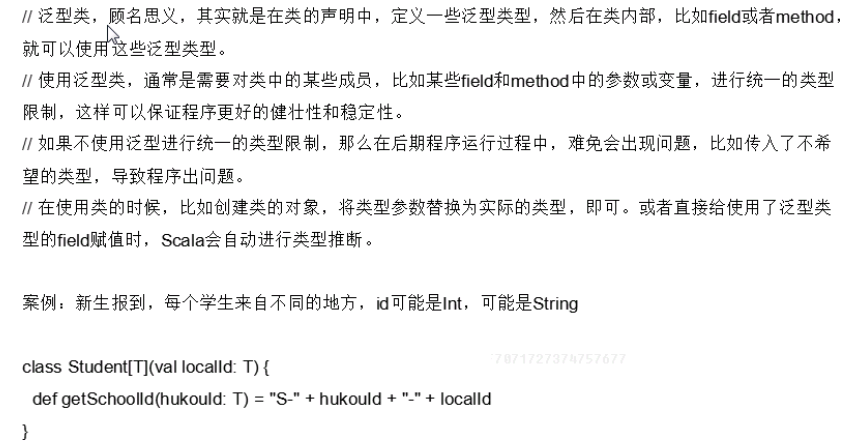 // 泛型类，顾名思义，其实就是在类的声明中，定义一些泛型类型，然后在类内部，比如field或者method，
就可以使用这些泛型类型。
// 使用泛型类，通常是需要对类中的某些成员，比如某些field和method中的参数或变量，进行统一的类型
限制，这样可以保证程序更好的健壮性和稳定性。
// 如果不使用泛型进行统一的类型限制，那么在后期程序运行过程中，难免会出现问题，比如传入了不希
望的类型，导致程序出问题。
// 在使用类的时候，比如创建类的对象，将类型参数替换为实际的类型，即可。或者直接给使用了泛型类
型的field赋值时，Scala会自动进行类型推断。
案例：新生报到，每个学生来自不同的地方，id可能是Int，可能是String
7071727374757677
class Student[T](val localId: T) {
def getSchoolId(hukouId: T) = "S-" + hukouId + "-" + localId
}